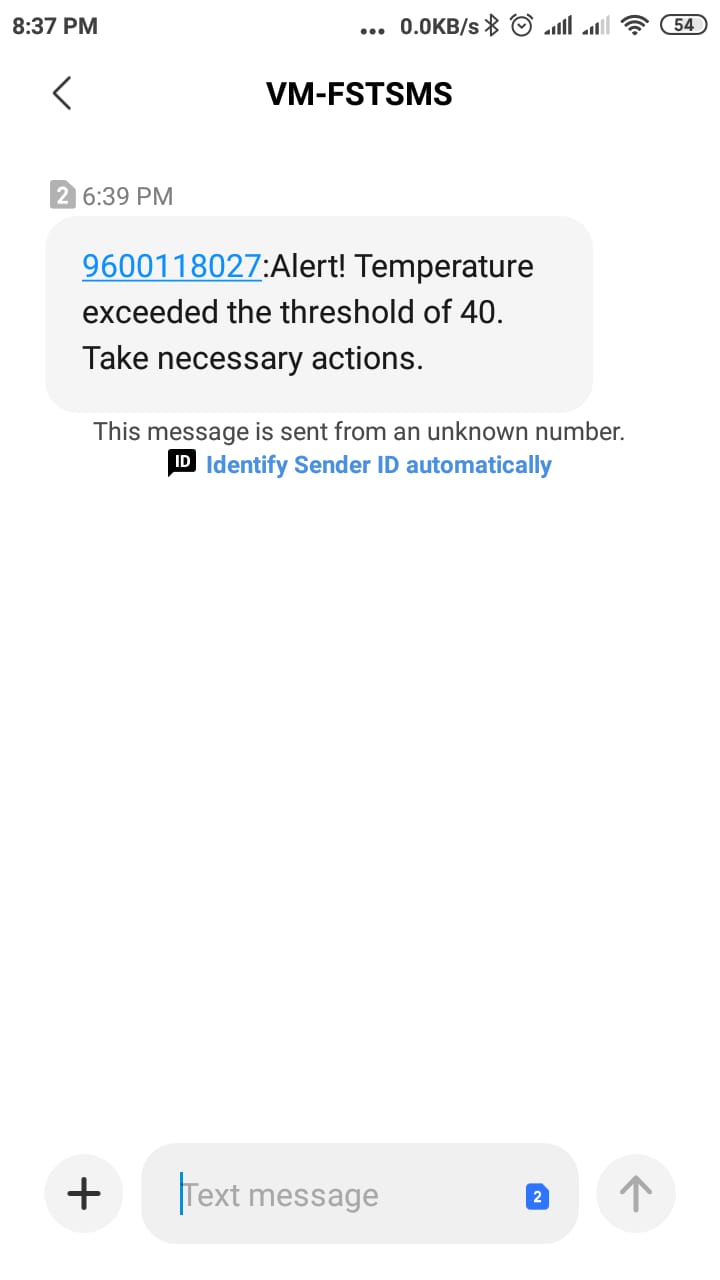 8:37 PM ... 0.0KB/s 54
VM-FSTSMS
2 6:39 PM
9600118027:Alert! Temperature
exceeded the threshold of 40.
Take necessary actions.
This message is sent from an unknown number.
ID Identify Sender ID automatically
Text message 2